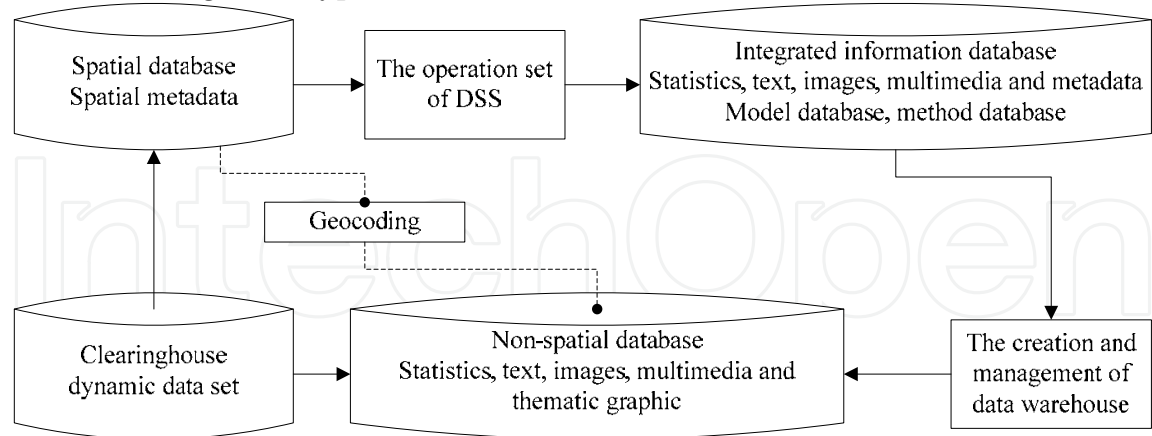 Spatial database
Spatial metadata
The operation set
of DSS
Integrated information database
Statistics, text, images, multimedia and metadata
Model database, method database
Geocoding
IntechOpen
Clearinghouse
dynamic data set
Non-spatial database
Statistics, text, images, multimedia and
thematic graphic
The creation and
management of
data warehouse